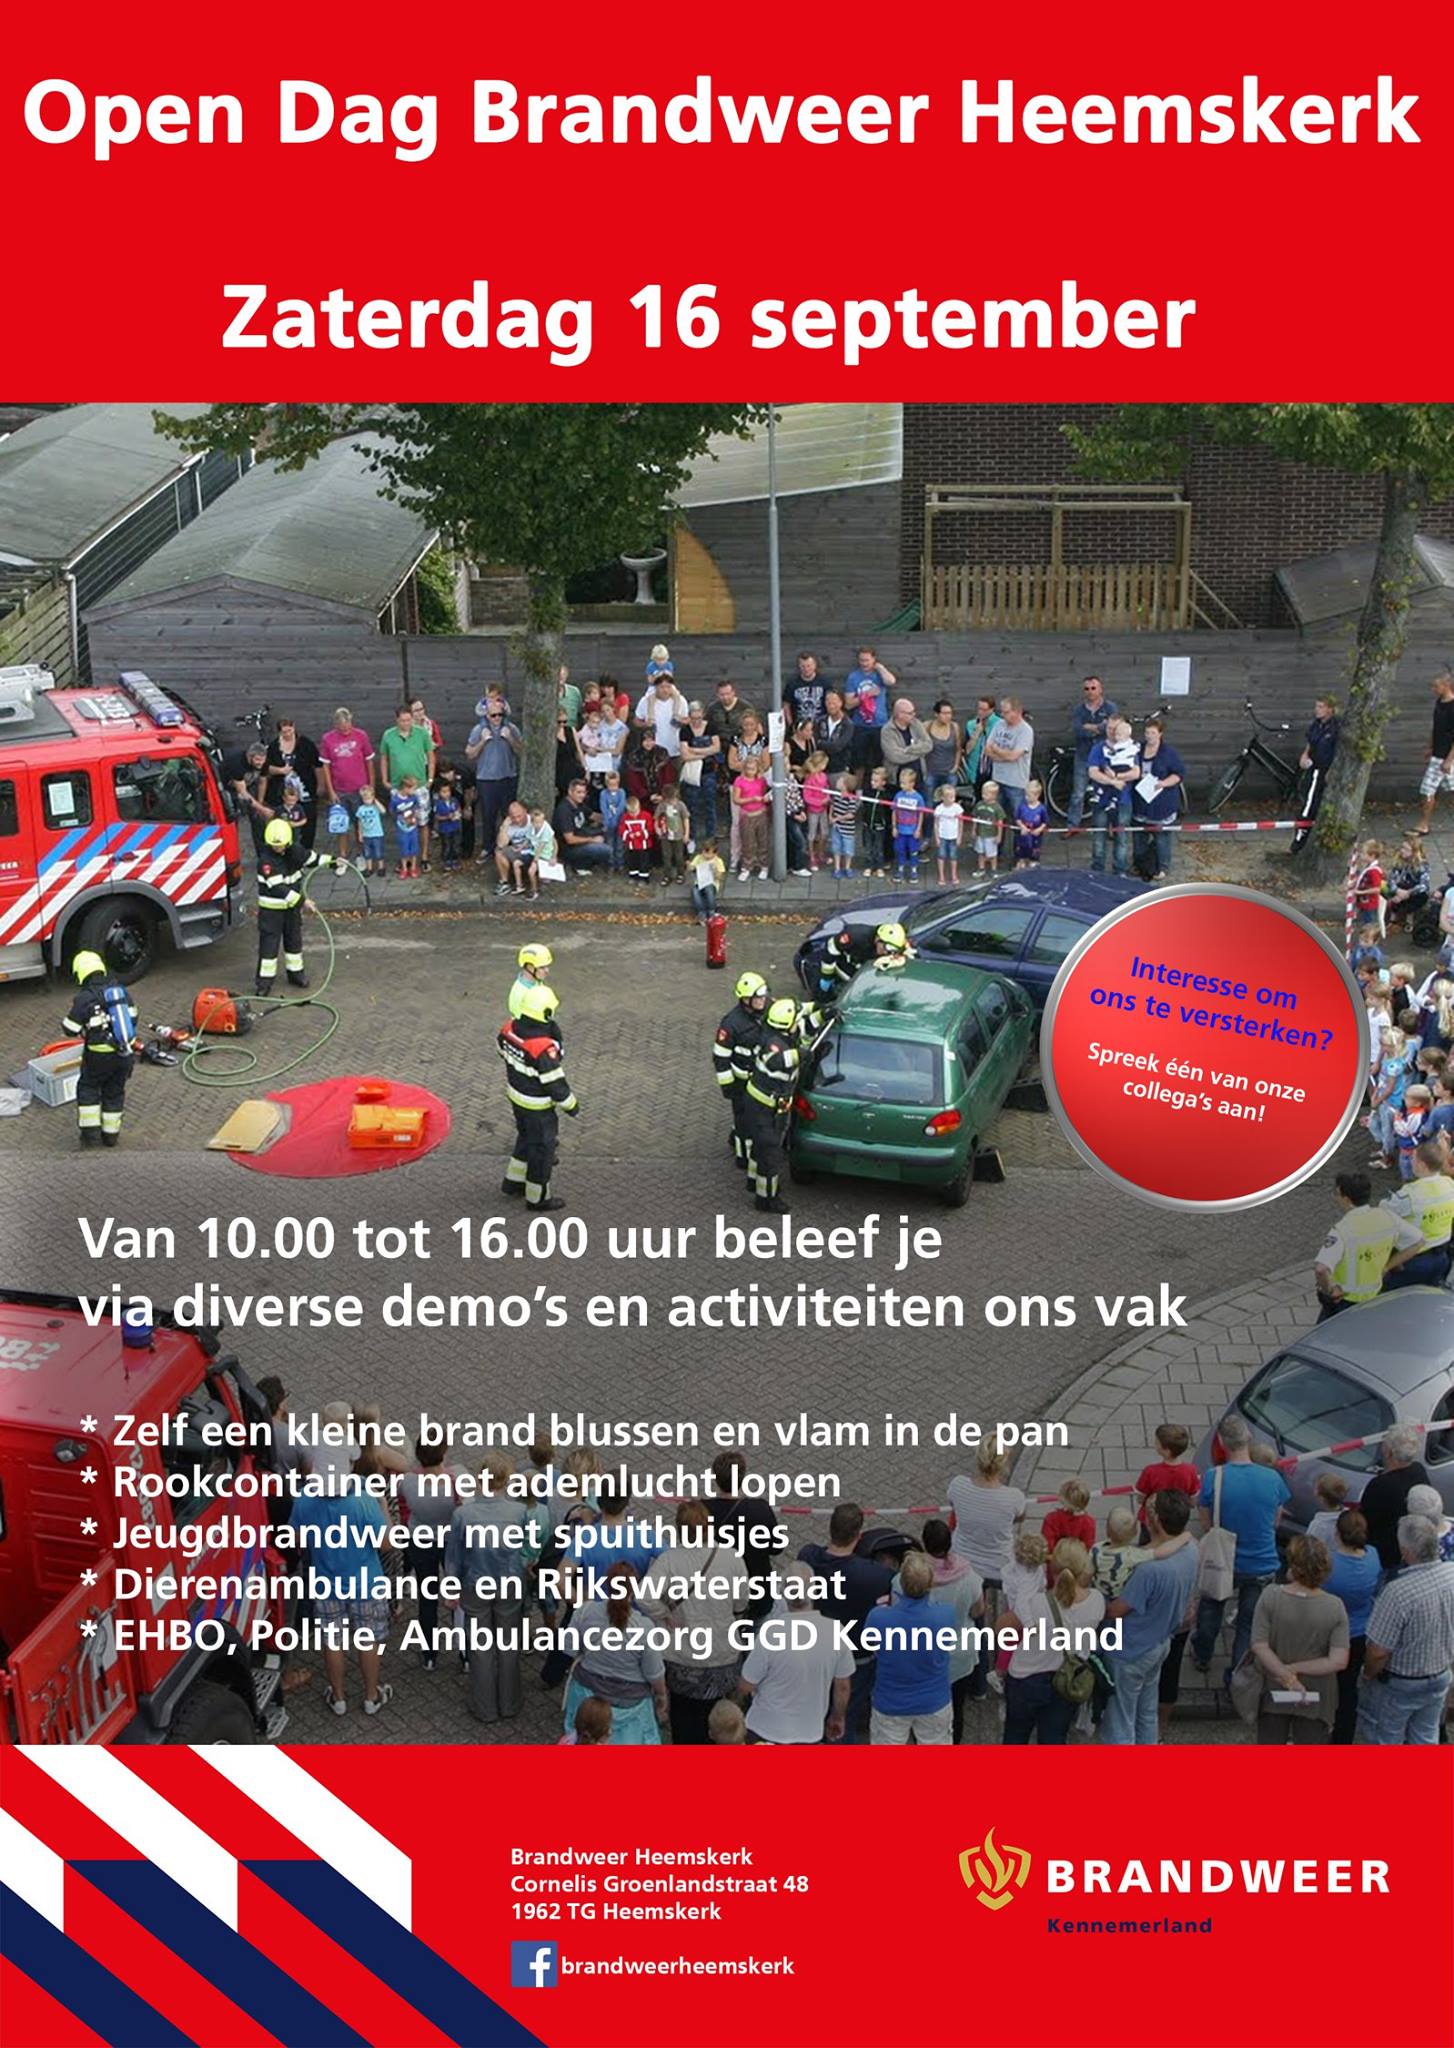 Open Dag Brandweer Heemskerk
Zaterdag 16 september
Interesse om
ons te versterken?
Spreek één van onze
collega's aan!
Van 10.00 tot 16.00 uur beleef je
via diverse demo's en activiteiten ons vak
* Zelf een kleine brand blussen en vlam in de pan
* Rookcontainer met ademlucht lopen
* Jeugdbrandweer met spuithuisjes
* Dierenambulance en Rijkswaterstaat
* EHBO, Politie, Ambulancezorg GGD Kennemerland
Brandweer Heemskerk
Cornelis Groenlandstraat 48
1962 TG Heemskerk
f brandweerheemskerk
BRANDWEER
Kennemerland